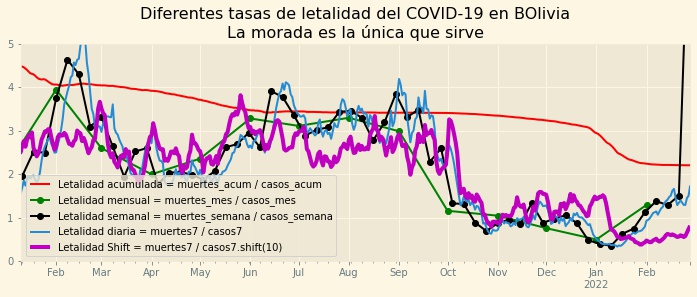 Diferentes tasas de letalidad del COVID-19 en BOlivia
La morada es la única que sirve
5
4
3
2
1
0
Letalidad acumulada = muertes_acum / casos_acum
Letalidad mensual = muertes_mes / casos_mes
Letalidad semanal = muertes_semana / casos_semana
Letalidad diaria = muertes7 / casos7
Letalidad Shift = muertes7 / casos7.shift(10)
Feb Mar Apr May Jun Jul Aug Sep Oct Nov Dec Jan Feb
2022